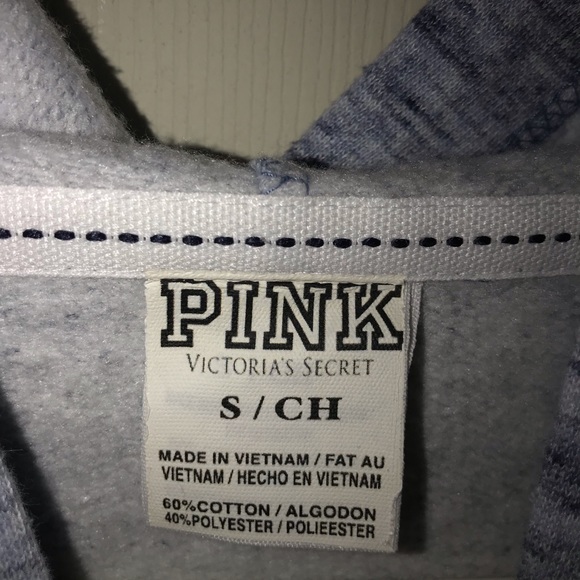 PINK
VICTORIA'S SECRET
S / CH
MADE IN VIETNAM / FAT AU
VIETNAM / HECHO EN VIETNAM
60%COTTON / ALGODON
40%POLYESTER / POLIEESTER